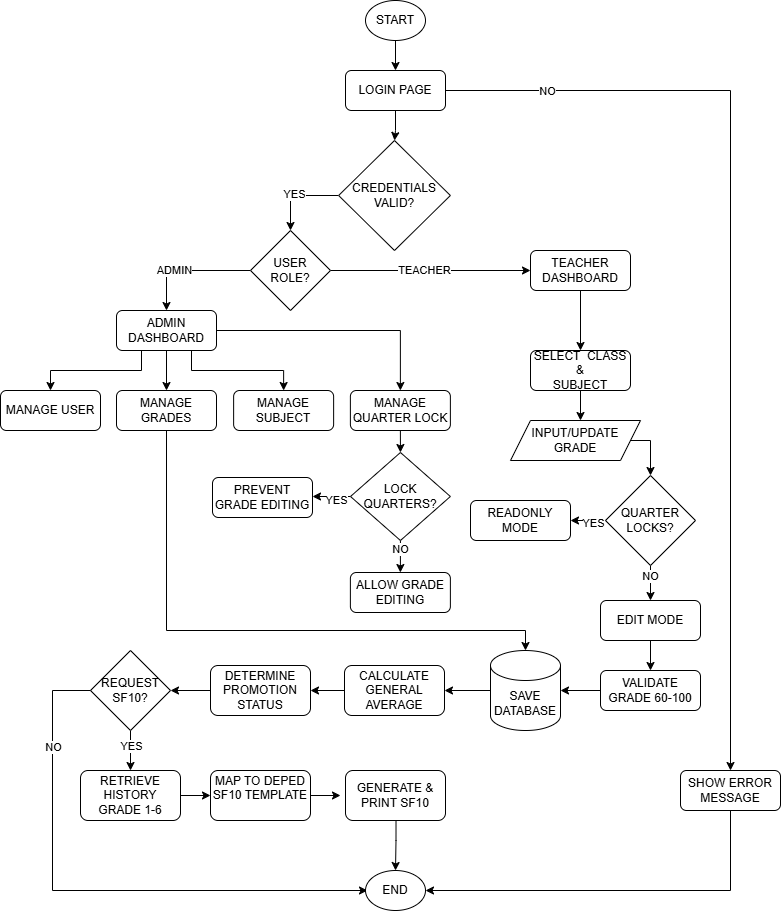 START
LOGIN PAGE
NO
CREDENTIALS
VALID?
YES
USER
ROLE?
ADMIN
TEACHER
TEACHER
DASHBOARD
ADMIN
DASHBOARD
SELECT CLASS
&
SUBJECT
MANAGE USER
MANAGE
GRADES
MANAGE
SUBJECT
MANAGE
QUARTER LOCK
INPUT/UPDATE
GRADE
PREVENT
GRADE EDITING
YES
LOCK
QUARTERS?
READONLY
MODE
YES
QUARTER
LOCKS?
NO
ALLOW GRADE
EDITING
NO
EDIT MODE
REQUEST
SF10?
DETERMINE
PROMOTION
STATUS
CALCULATE
GENERAL
AVERAGE
SAVE
DATABASE
VALIDATE
GRADE 60-100
NO
YES
RETRIEVE
HISTORY
GRADE 1-6
MAP TO DEPED
SF10 TEMPLATE
GENERATE &
PRINT SF10
SHOW ERROR
MESSAGE
END